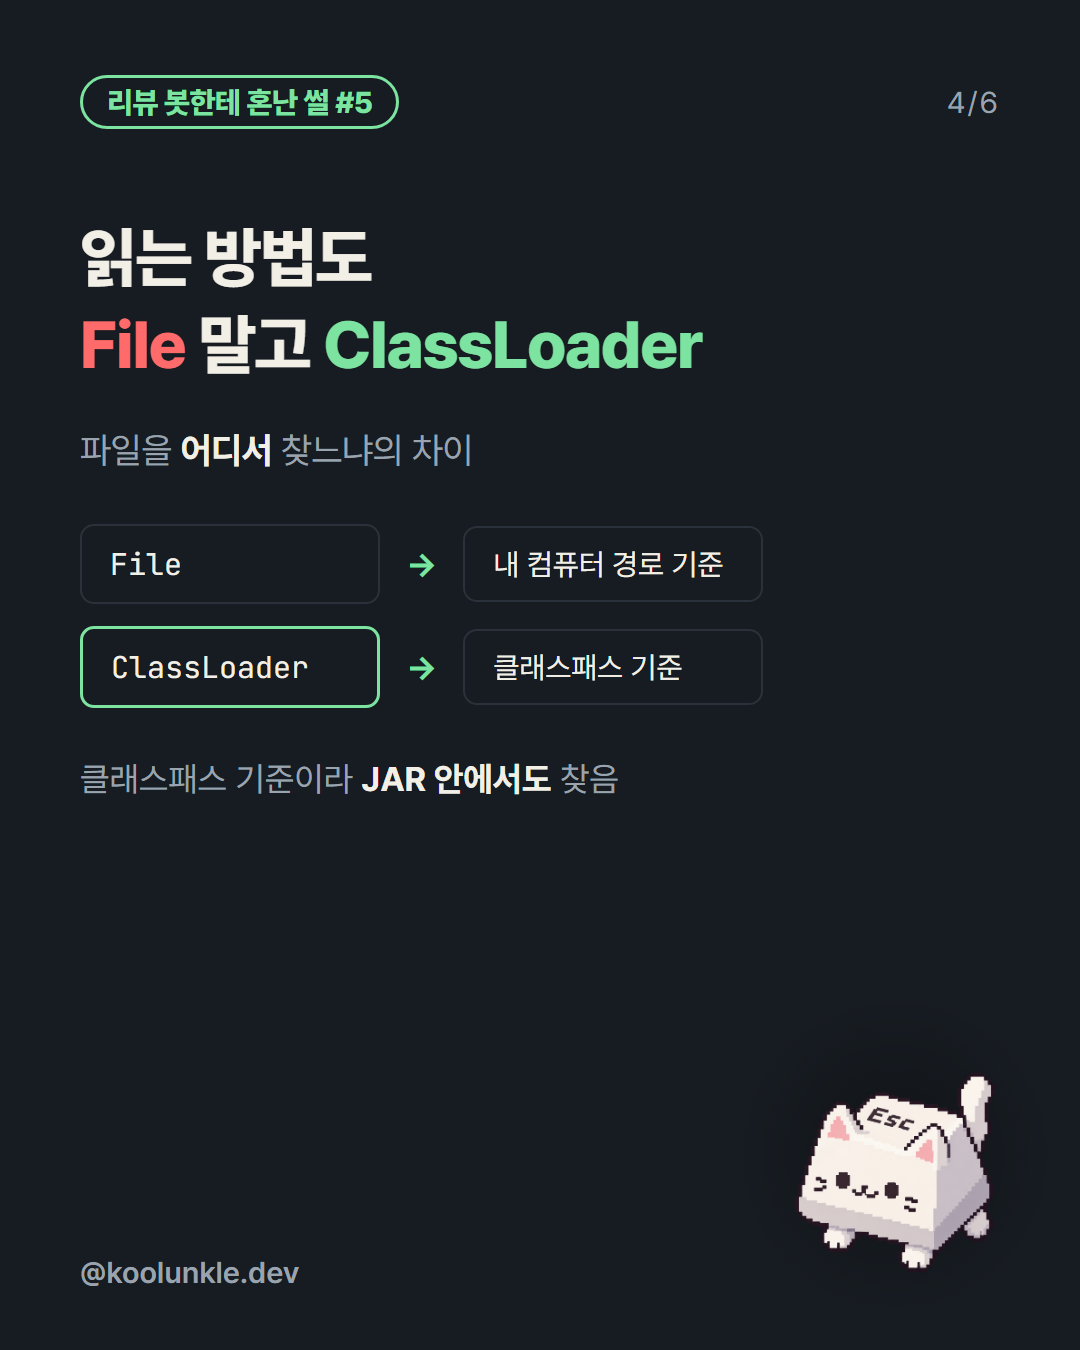 리뷰 봇한테 혼난 썰 #5
4/6
읽는 방법도
File 말고 ClassLoader
파일을 어디서 찾느냐의 차이
File → 내 컴퓨터 경로 기준
ClassLoader → 클래스패스 기준
클래스패스 기준이라 JAR 안에서도 찾음
Esc
@koolunkle.dev